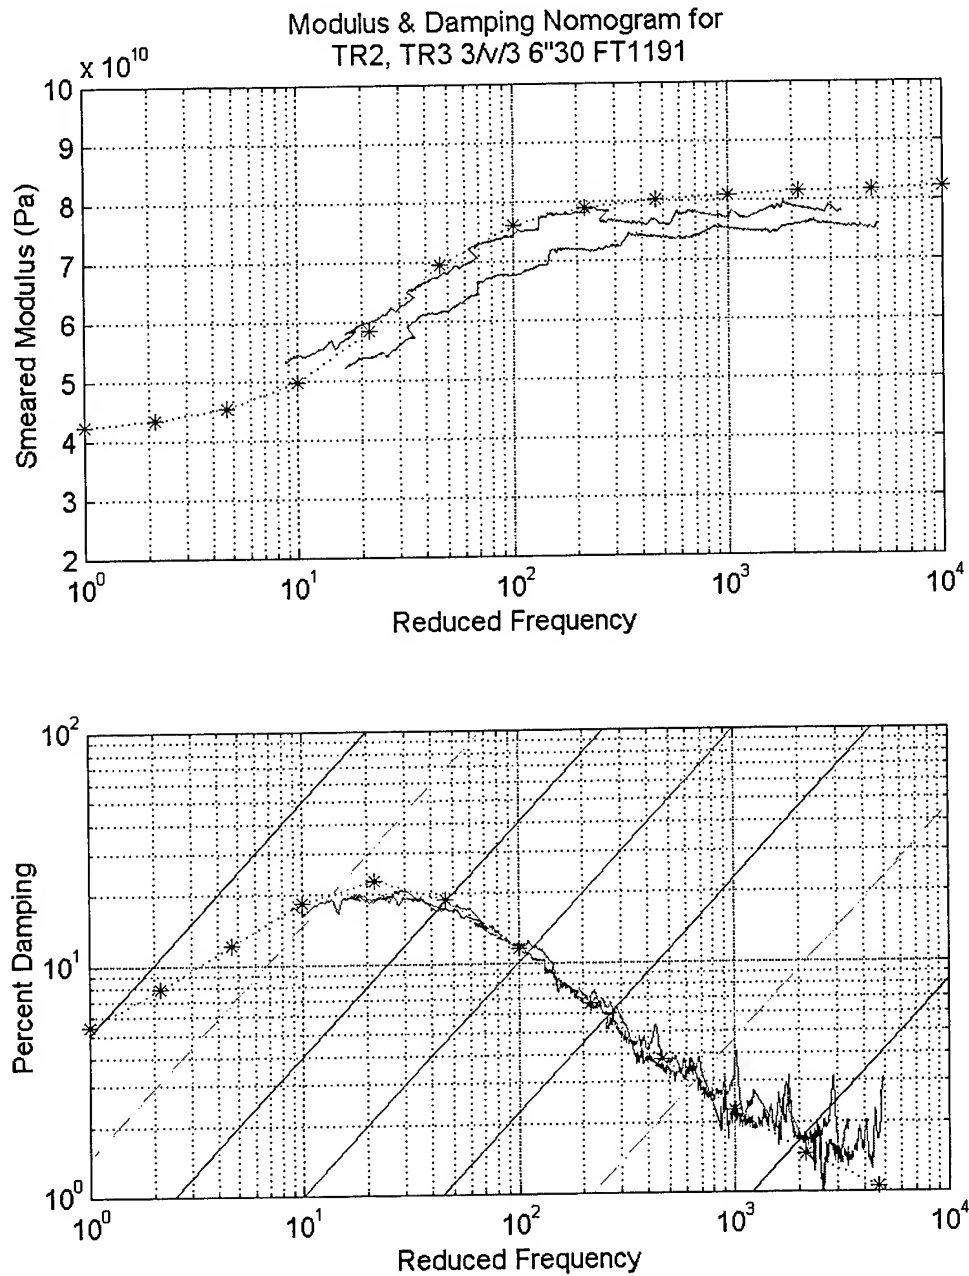 Modulus & Damping Nomogram for
TR2, TR3 3/v/3 6"30 FT1191
x 10^10
10
9
8
7
6
5
4
3
2
Smeared Modulus (Pa)
10^0 10^1 10^2 10^3 10^4
Reduced Frequency
10^2
10^1
10^0
Percent Damping
10^0 10^1 10^2 10^3 10^4
Reduced Frequency